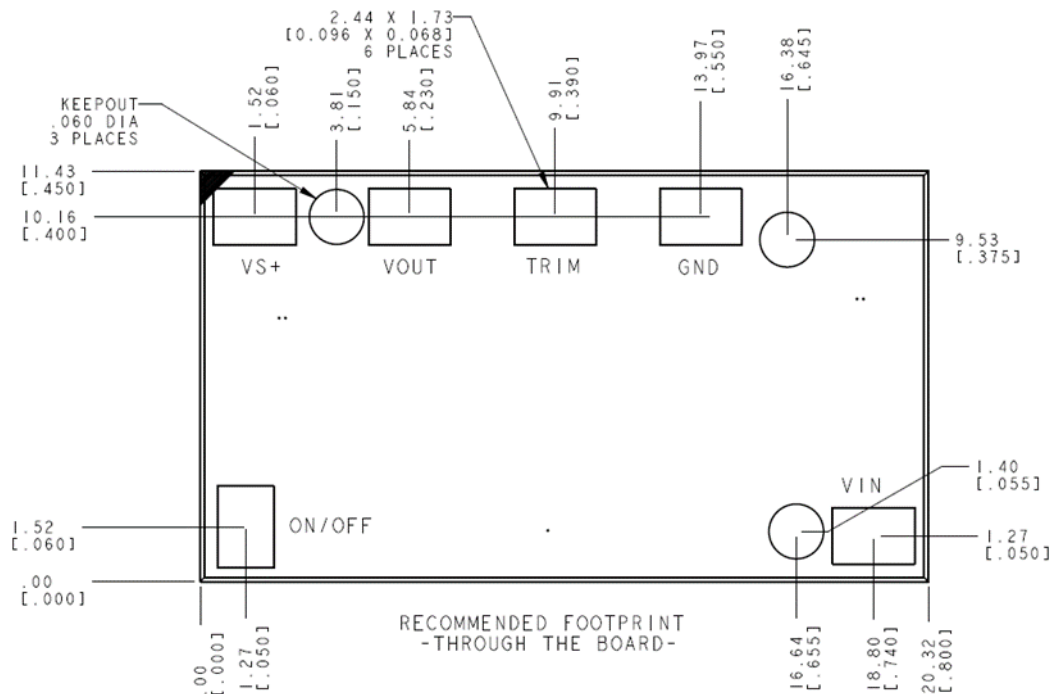 2.44 X 1.73
[0.096 X 0.068]
6 PLACES
KEEPOUT
.060 DIA
3 PLACES
1.52
[.060]
3.81
[.150]
5.84
[.230]
9.91
[.390]
13.97
[.550]
16.38
[.645]
11.43
[.450]
10.16
[.400]
VS+
VOUT
TRIM
GND
9.53
[.375]
1.40
[.055]
VIN
ON/OFF
1.52
[.060]
1.27
[.050]
.00
[.000]
RECOMMENDED FOOTPRINT
-THROUGH THE BOARD-
.00
[.000]
1.27
[.050]
16.64
[.655]
18.80
[.740]
20.32
[.800]